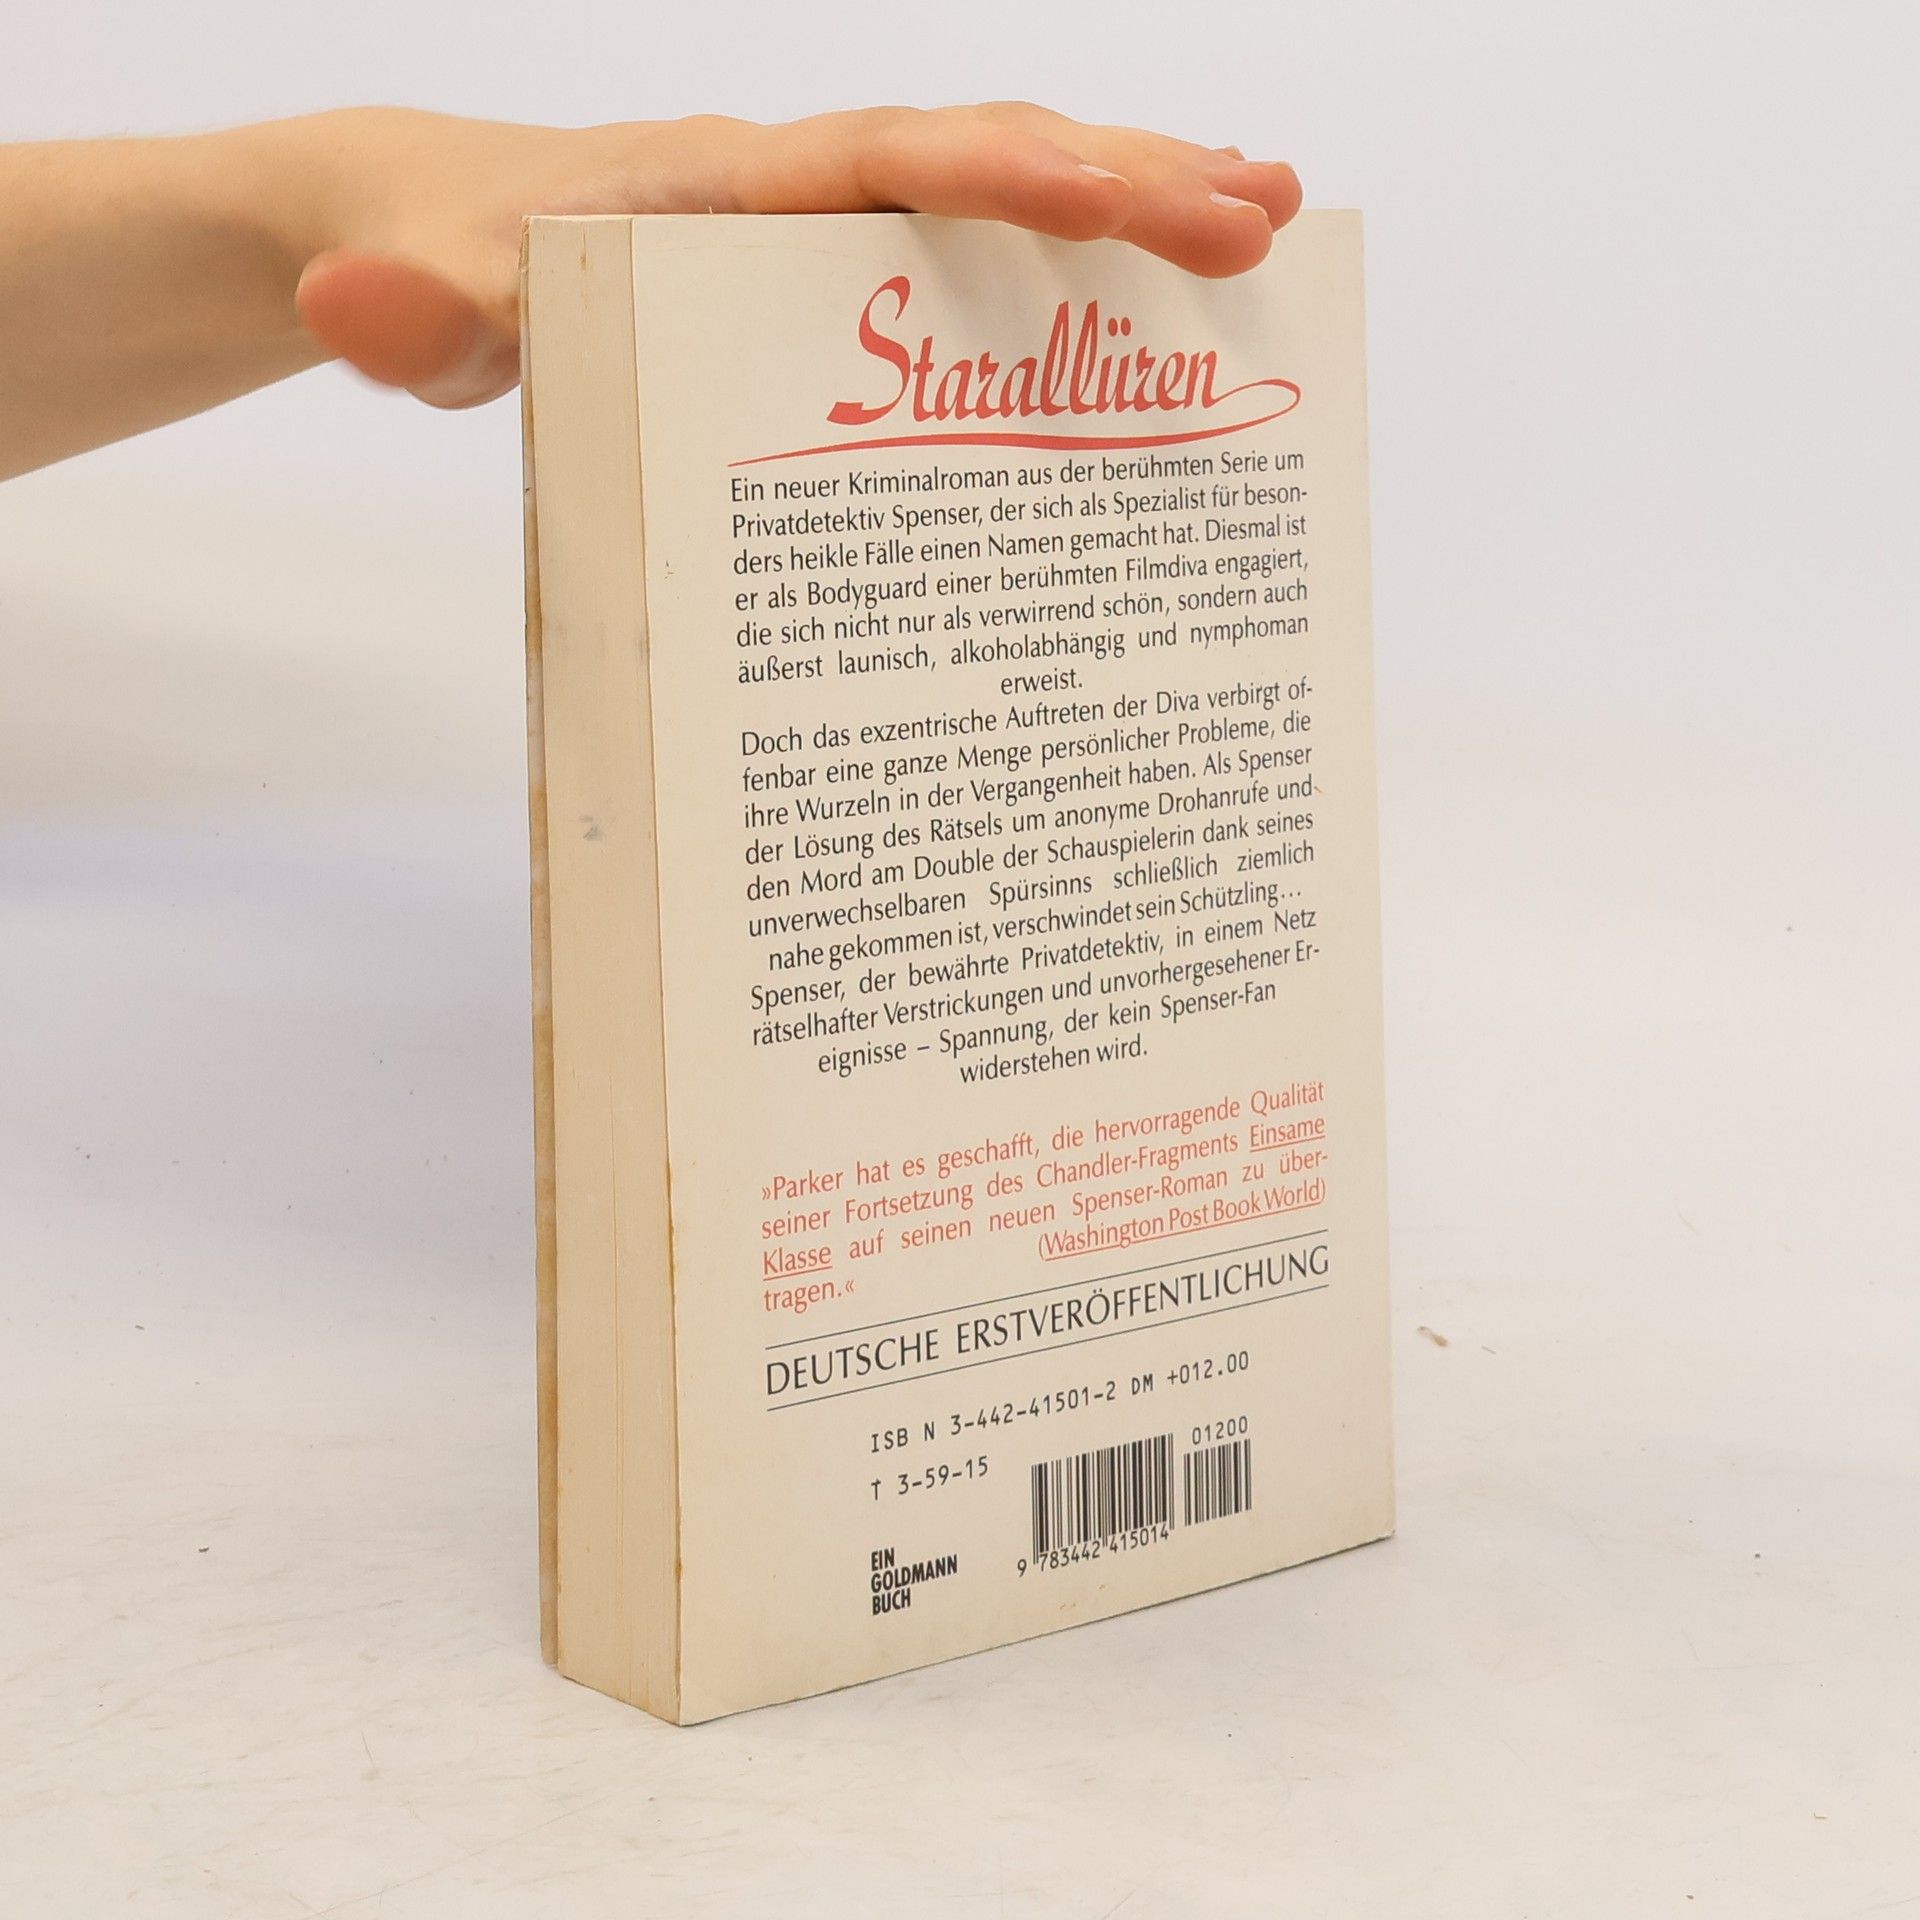 Starallüren
Ein neuer Kriminalroman aus der berühmten Serie um
Privatdetektiv Spenser, der sich als Spezialist für beson-
ders heikle Fälle einen Namen gemacht hat. Diesmal ist
er als Bodyguard einer berühmten Filmdiva engagiert,
die sich nicht nur als verwirrend schön, sondern auch
äußerst launisch, alkoholabhängig und nymphoman
erweist.
Doch das exzentrische Auftreten der Diva verbirgt of-
fenbar eine ganze Menge persönlicher Probleme, die
ihre Wurzeln in der Vergangenheit haben. Als Spenser
der Lösung des Rätsels um anonyme Drohanrufe und
den Mord am Double der Schauspielerin dank seines
unverwechselbaren Spürsinns schließlich ziemlich
nahe gekommen ist, verschwindet sein Schützling...
Spenser, der bewährte Privatdetektiv, in einem Netz
rätselhafter Verstrickungen und unvorhergesehener Er-
eignisse – Spannung, der kein Spenser-Fan
widerstehen wird.
»Parker hat es geschafft, die hervorragende Qualität
seiner Fortsetzung des Chandler-Fragments Einsame
Klasse auf seinen neuen Spenser-Roman zu über-
tragen.« (Washington Post Book World)
DEUTSCHE ERSTVERÖFFENTLICHUNG
ISB N 3-442-41501-2 DM +012.00
† 3-59-15
01200
9 783442 415014
EIN
GOLDMANN
BUCH